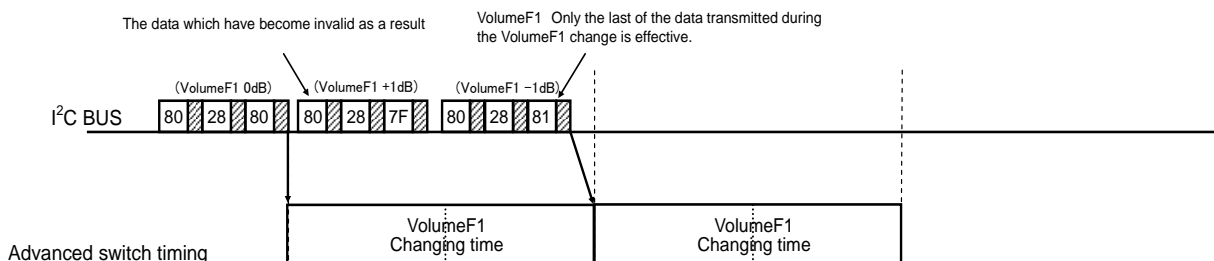 The data which have become invalid as a result
VolumeF1 Only the last of the data transmitted during
the VolumeF1 change is effective.
(VolumeF1 0dB)
(VolumeF1 +1dB)
(VolumeF1 −1dB)
I²C BUS
80 28 80
80 28 7F
80 28 81
VolumeF1
Changing time
VolumeF1
Changing time
Advanced switch timing